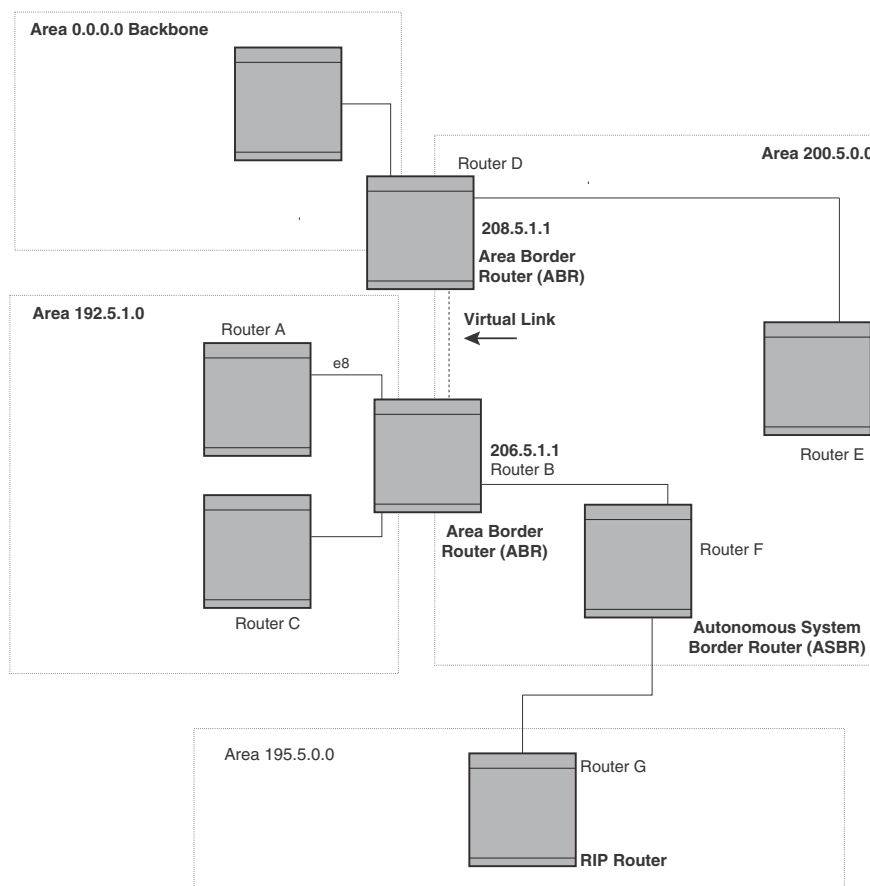 Area 0.0.0.0 Backbone
Router D
Area 200.5.0.0
208.5.1.1
Area Border
Router (ABR)
Area 192.5.1.0
Router A
e8
Virtual Link
206.5.1.1
Router B
Router E
Area Border
Router (ABR)
Router F
Router C
Autonomous System
Border Router (ASBR)
Area 195.5.0.0
Router G
RIP Router